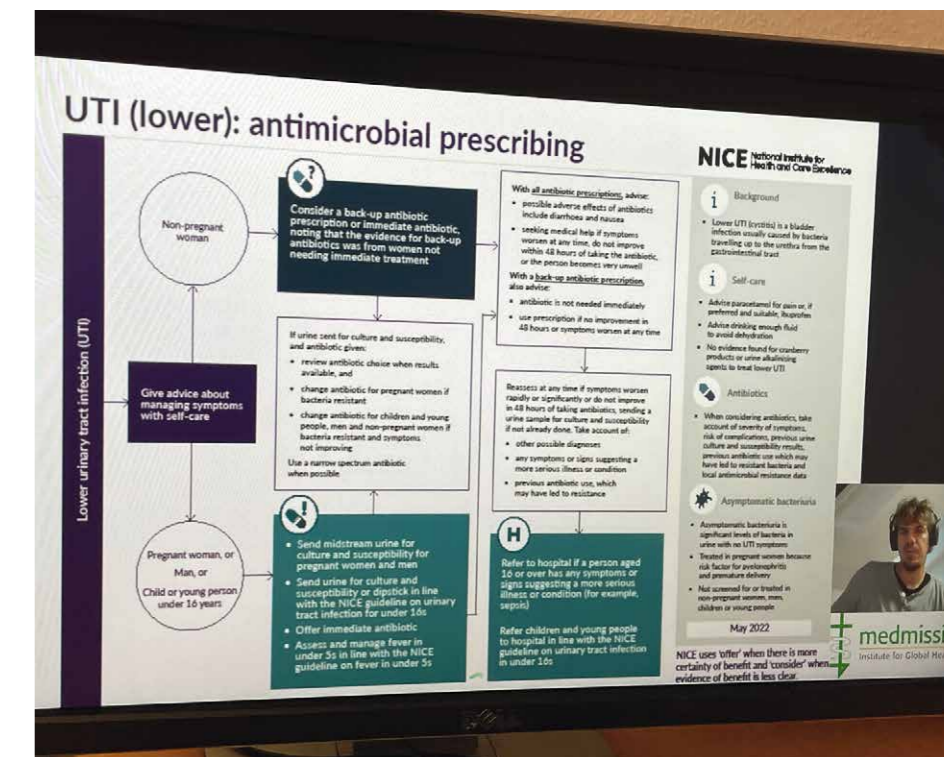 UTI (lower): antimicrobial prescribing
NICE National Institute for
Health and Care Excellence
Lower urinary tract infection (UTI)
Non-pregnant
woman
Give advice about
managing symptoms
with self-care
Pregnant woman, or
Man, or
Child or young person
under 16 years
?
Consider a back-up antibiotic
prescription or immediate antibiotic,
noting that the evidence for back-up
antibiotics was from women not
needing immediate treatment
If urine sent for culture and susceptibility,
and antibiotic given:
• review antibiotic choice when results
available, and
• change antibiotic for pregnant women if
bacteria resistant
• change antibiotic for children and young
people, men and non-pregnant women if
bacteria resistant and symptoms
not improving
Use a narrow spectrum antibiotic
when possible
!
• Send midstream urine for
culture and susceptibility for
pregnant women and men
• Send urine for culture and
susceptibility or dipstick in line
with the NICE guideline on urinary
tract infection for under 16s
• Offer immediate antibiotic
• Assess and manage fever in
under 5s in line with the NICE
guideline on fever in under 5s
With all antibiotic prescriptions, advise:
• possible adverse effects of antibiotics
include diarrhoea and nausea
• seeking medical help if symptoms
worsen at any time, do not improve
within 48 hours of taking the antibiotic,
or the person becomes very unwell
With a back-up antibiotic prescription,
also advise:
• antibiotic is not needed immediately
• use prescription if no improvement in
48 hours or symptoms worsen at any time
Reassess at any time if symptoms worsen
rapidly or significantly or do not improve
in 48 hours of taking antibiotics, sending a
urine sample for culture and susceptibility
if not already done. Take account of:
• other possible diagnoses
• any symptoms or signs suggesting a
more serious illness or condition
• previous antibiotic use, which
may have led to resistance
H
Refer to hospital if a person aged
16 or over has any symptoms or
signs suggesting a more serious
illness or condition (for example,
sepsis)
Refer children and young people
to hospital in line with the NICE
guideline on urinary tract infection
in under 16s
i Background
• Lower UTI (cystitis) is a bladder
infection usually caused by bacteria
travelling up to the urethra from the
gastrointestinal tract
i Self-care
• Advise paracetamol for pain or, if
preferred and suitable, ibuprofen
• Advise drinking enough fluid
to avoid dehydration
• No evidence found for cranberry
products or urine alkalinising
agents to treat lower UTI
Antibiotics
• When considering antibiotics, take
account of severity of symptoms,
risk of complications, previous urine
culture and susceptibility results,
previous antibiotic use which may
have led to resistant bacteria and
local antimicrobial resistance data
Asymptomatic bacteriuria
• Asymptomatic bacteriuria is
significant levels of bacteria in
urine with no UTI symptoms
• Treated in pregnant women because
risk factor for pyelonephritis
and premature delivery
• Not screened for or treated in
non-pregnant women, men,
children or young people
May 2022
NICE uses 'offer' when there is more
certainty of benefit and 'consider' when
evidence of benefit is less clear.
medmissi
Institute for Global Hea